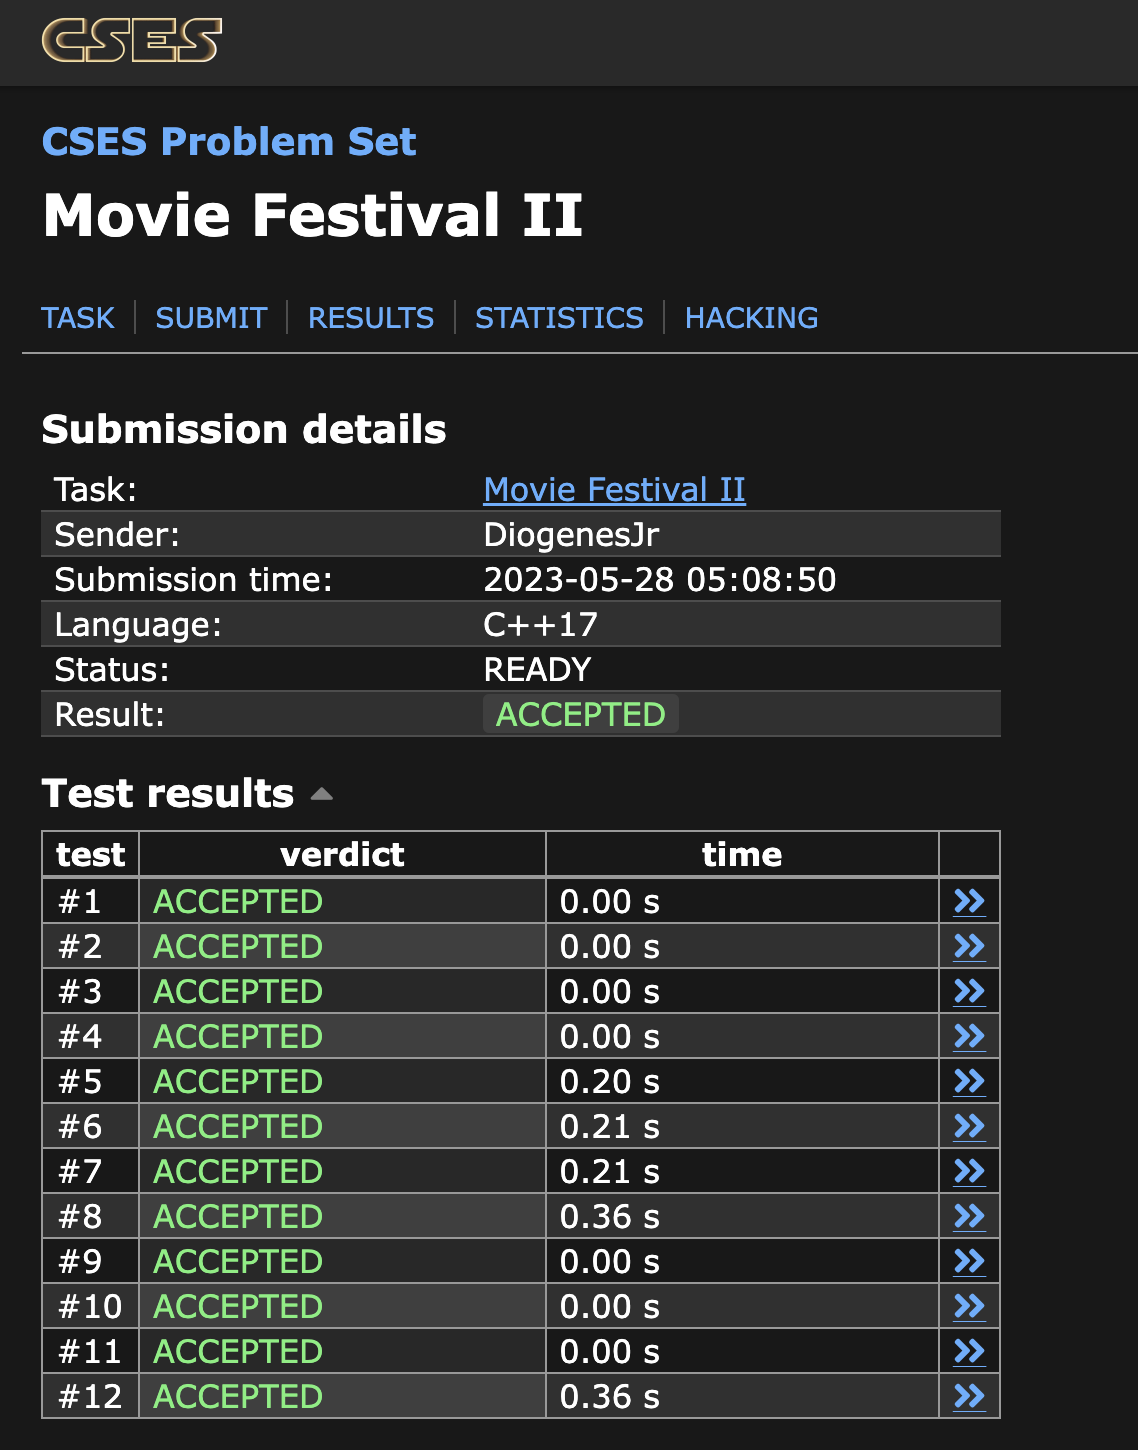 CSES
CSES Problem Set
Movie Festival II
TASK SUBMIT RESULTS STATISTICS HACKING
Submission details
Task: Movie Festival II
Sender: DiogenesJr
Submission time: 2023-05-28 05:08:50
Language: C++17
Status: READY
Result: ACCEPTED
Test results
test verdict time
#1 ACCEPTED 0.00 s
#2 ACCEPTED 0.00 s
#3 ACCEPTED 0.00 s
#4 ACCEPTED 0.00 s
#5 ACCEPTED 0.20 s
#6 ACCEPTED 0.21 s
#7 ACCEPTED 0.21 s
#8 ACCEPTED 0.36 s
#9 ACCEPTED 0.00 s
#10 ACCEPTED 0.00 s
#11 ACCEPTED 0.00 s
#12 ACCEPTED 0.36 s